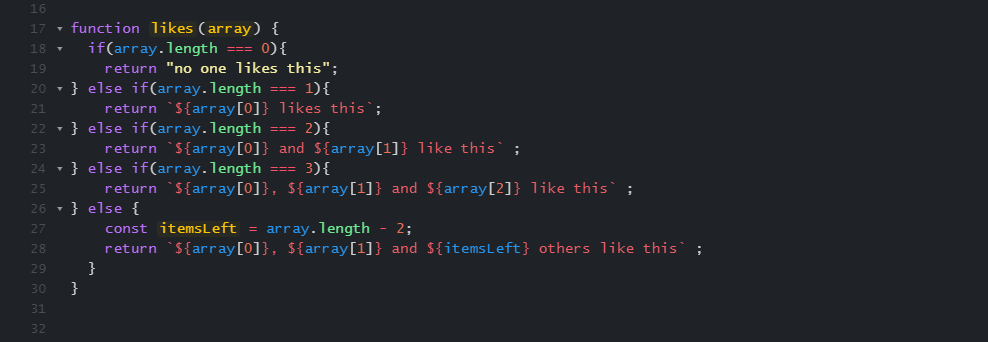 16
17 function likes(array) {
18 if(array.length === 0){
19 return "no one likes this";
20 } else if(array.length === 1){
21 return `${array[0]} likes this`;
22 } else if(array.length === 2){
23 return `${array[0]} and ${array[1]} like this` ;
24 } else if(array.length === 3){
25 return `${array[0]}, ${array[1]} and ${array[2]} like this` ;
26 } else {
27 const itemsLeft = array.length - 2;
28 return `${array[0]}, ${array[1]} and ${itemsLeft} others like this` ;
29 }
30 }
31
32